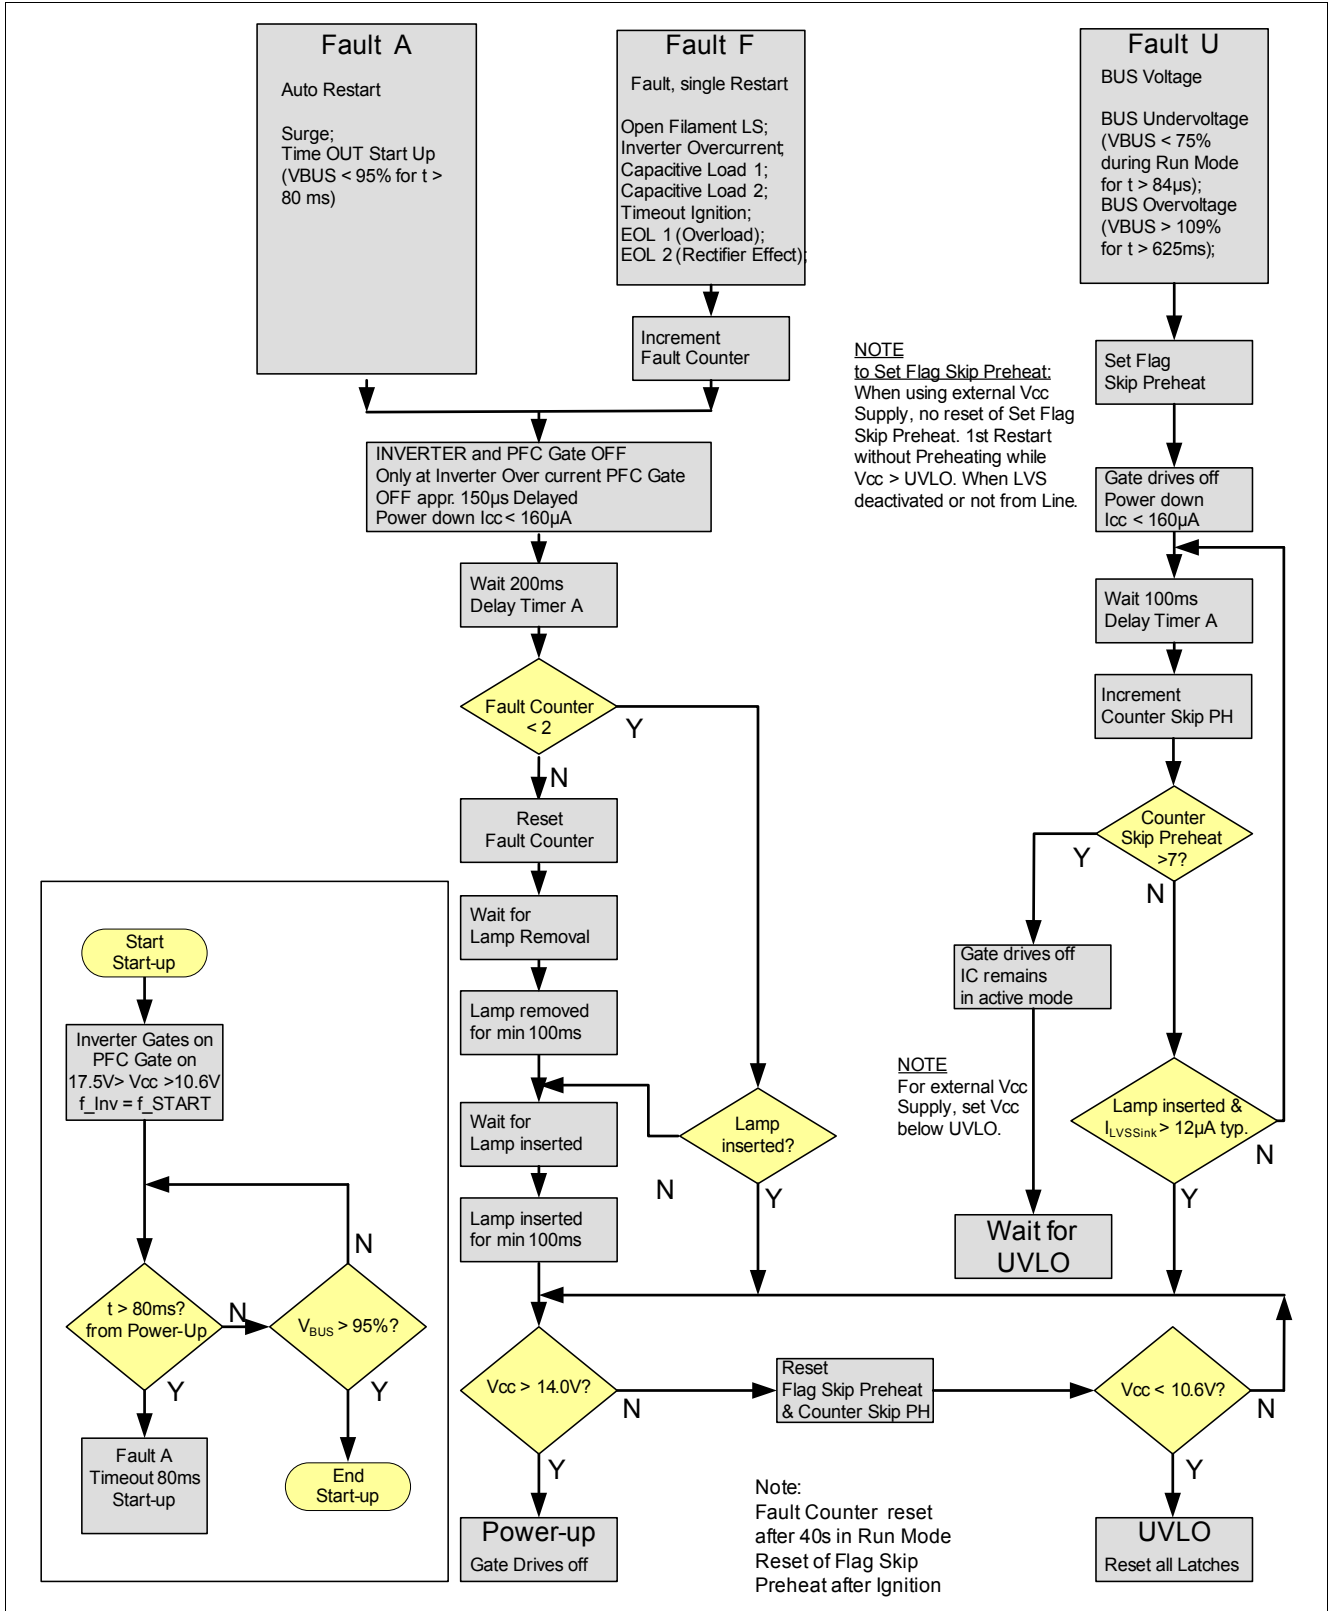 Fault A
Auto Restart
Surge;
Time OUT Start Up
(VBUS < 95% for t >
80 ms)
Fault F
Fault, single Restart
Open Filament LS;
Inverter Overcurrent;
Capacitive Load 1;
Capacitive Load 2;
Timeout Ignition;
EOL 1 (Overload);
EOL 2 (Rectifier Effect);
Fault U
BUS Voltage
BUS Undervoltage
(VBUS < 75%
during Run Mode
for t > 84µs);
BUS Overvoltage
(VBUS > 109%
for t > 625ms);
Increment
Fault Counter
NOTE
to Set Flag Skip Preheat:
When using external Vcc
Supply, no reset of Set Flag
Skip Preheat. 1st Restart
without Preheating while
Vcc > UVLO. When LVS
deactivated or not from Line.
Set Flag
Skip Preheat
INVERTER and PFC Gate OFF
Only at Inverter Over current PFC Gate
OFF appr. 150µs Delayed
Power down Icc < 160µA
Gate drives off
Power down
Icc < 160µA
Wait 200ms
Delay Timer A
Wait 100ms
Delay Timer A
Increment
Counter Skip PH
Fault Counter
< 2
Y
N
Counter
Skip Preheat
>7?
Y
N
Reset
Fault Counter
Wait for
Lamp Removal
Lamp removed
for min 100ms
Wait for
Lamp inserted
Lamp inserted
for min 100ms
Lamp
inserted?
N
Y
Gate drives off
IC remains
in active mode
NOTE
For external Vcc
Supply, set Vcc
below UVLO.
Lamp inserted &
ILVSSink > 12µA typ.
N
Y
Wait for
UVLO
Start
Start-up
Inverter Gates on
PFC Gate on
17.5V> Vcc >10.6V
f_Inv = f_START
t > 80ms?
from Power-Up
N
Y
VBUS > 95%?
N
Y
Fault A
Timeout 80ms
Start-up
End
Start-up
Vcc > 14.0V?
N
Y
Reset
Flag Skip Preheat
& Counter Skip PH
Vcc < 10.6V?
N
Y
Power-up
Gate Drives off
Note:
Fault Counter reset
after 40s in Run Mode
Reset of Flag Skip
Preheat after Ignition
UVLO
Reset all Latches